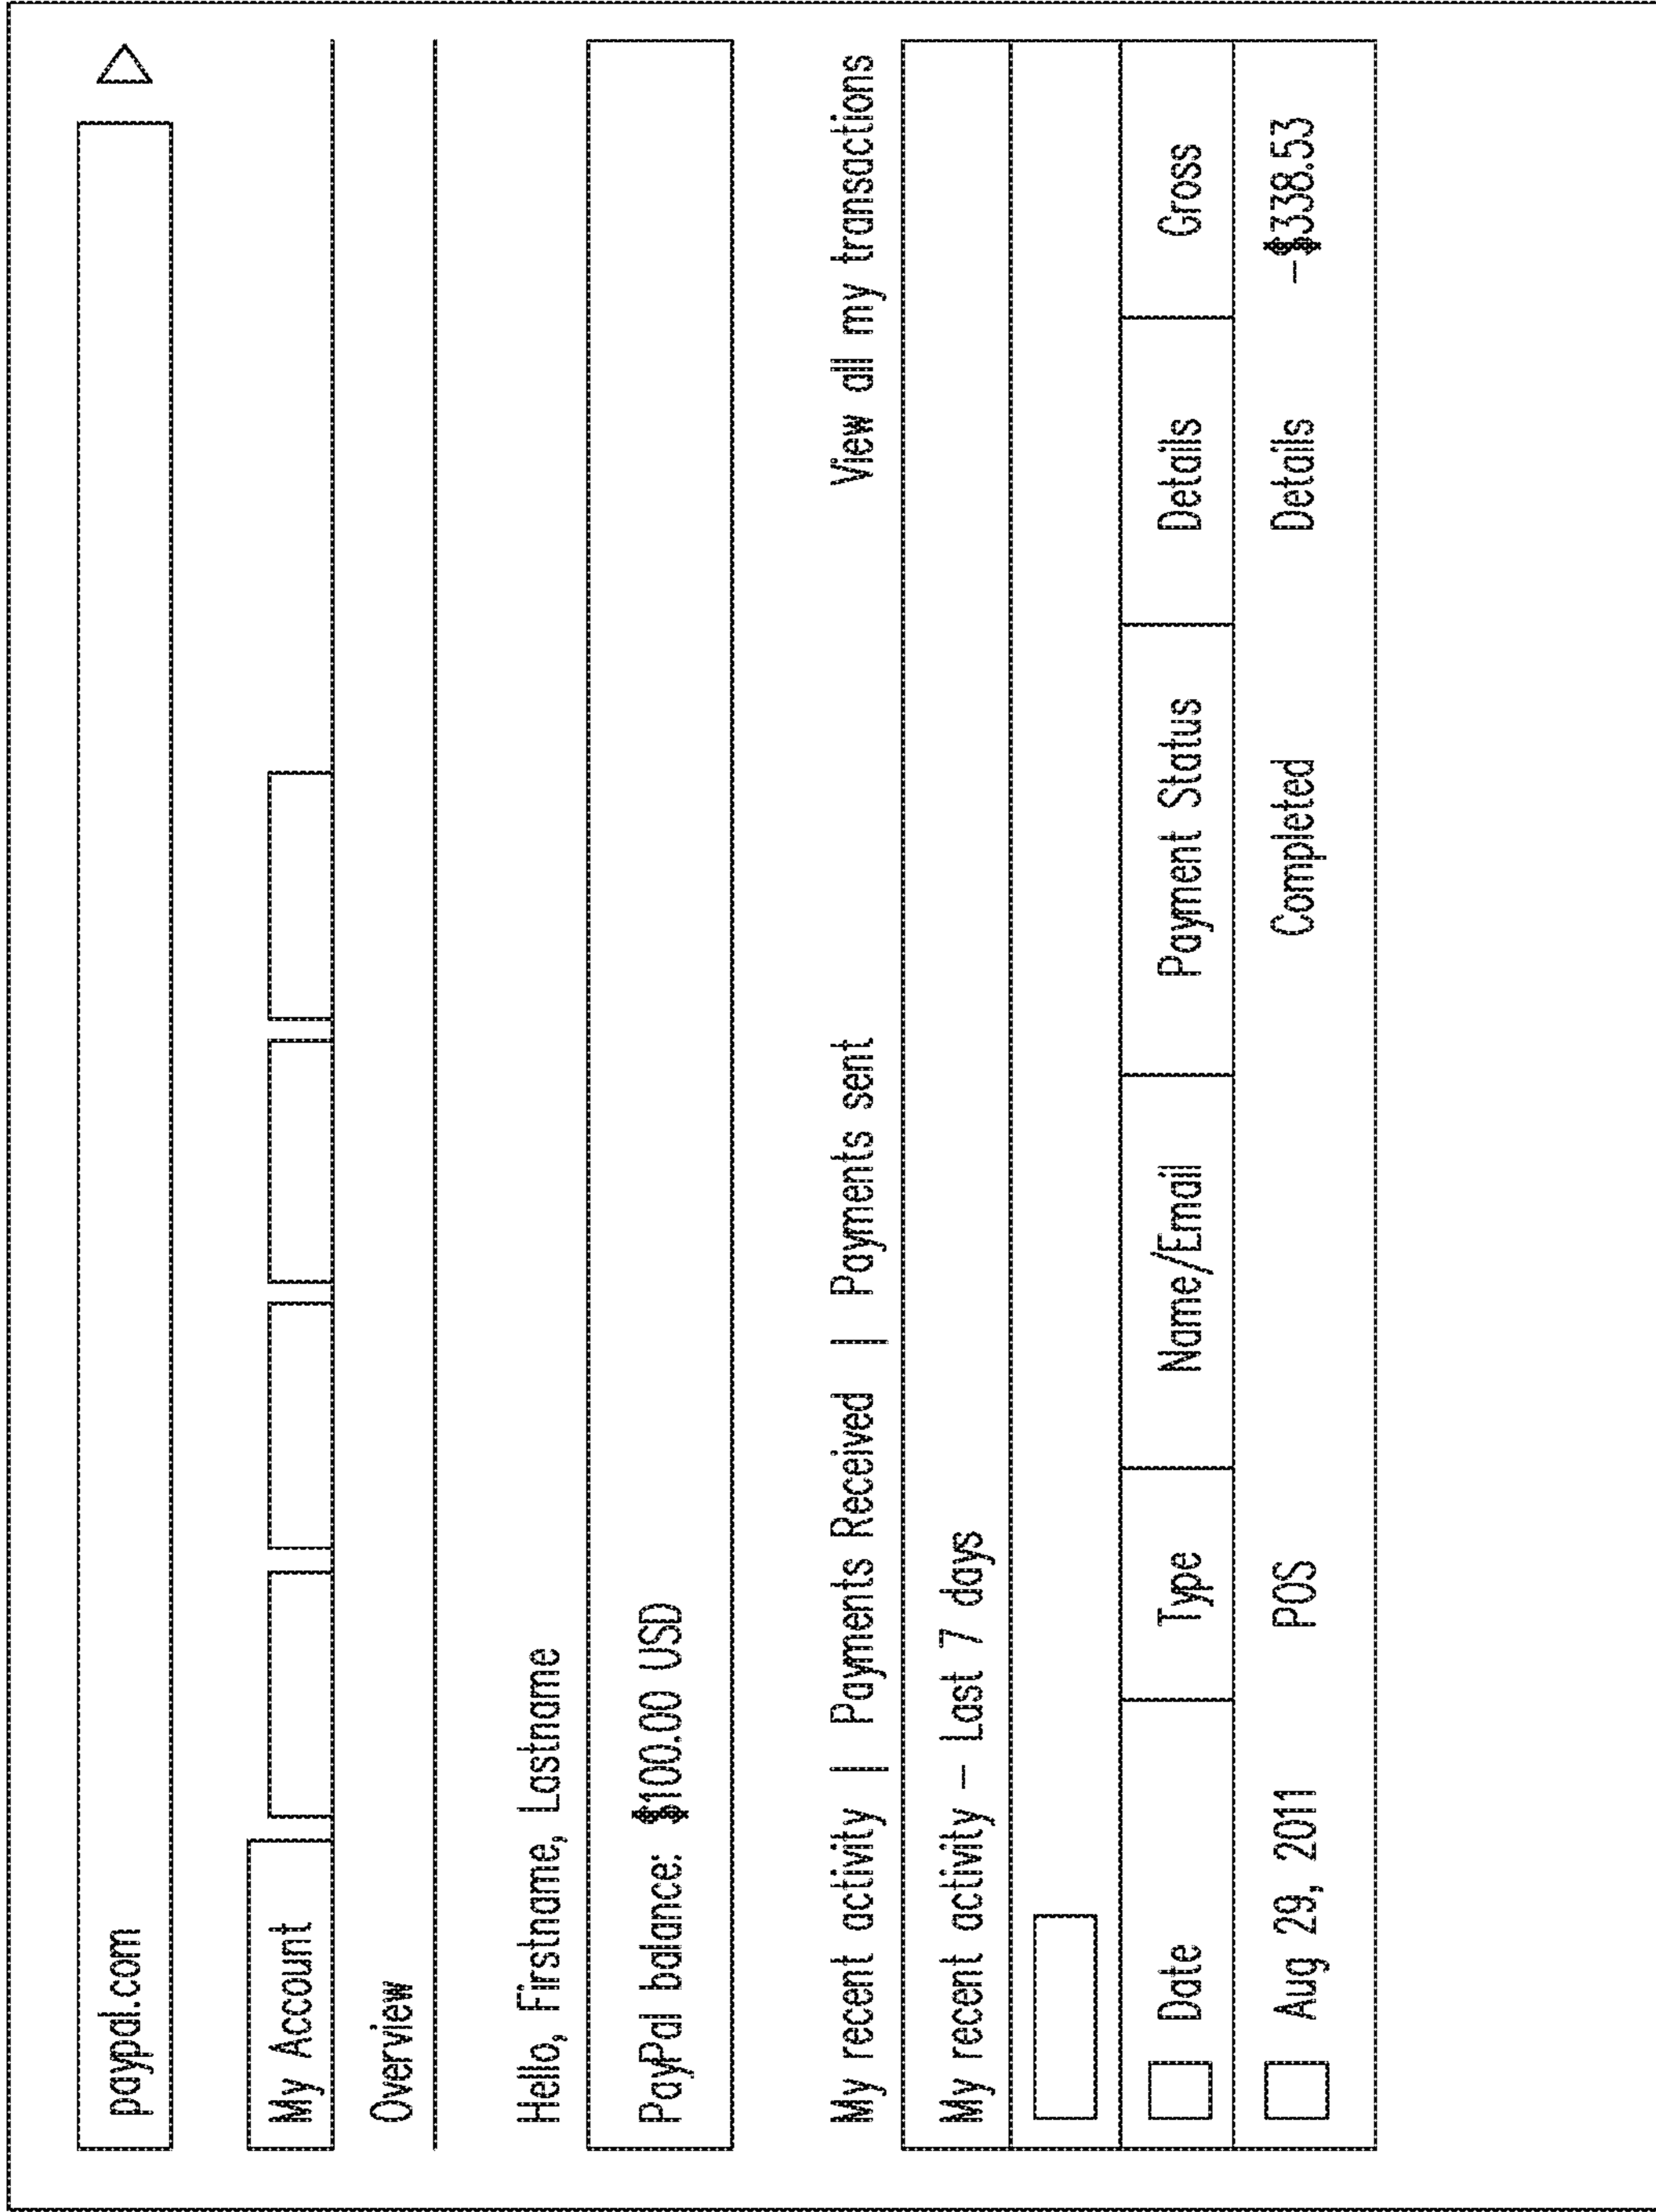 paypal.com
My Account
Overview
Hello, Firstname, Lastname
PayPal balance: $100.00 USD
My recent activity | Payments Received | Payments sent View all my transactions
My recent activity – Last 7 days
Date Type Name/Email Payment Status Details Gross
Aug 29, 2011 POS Completed Details –$338.53